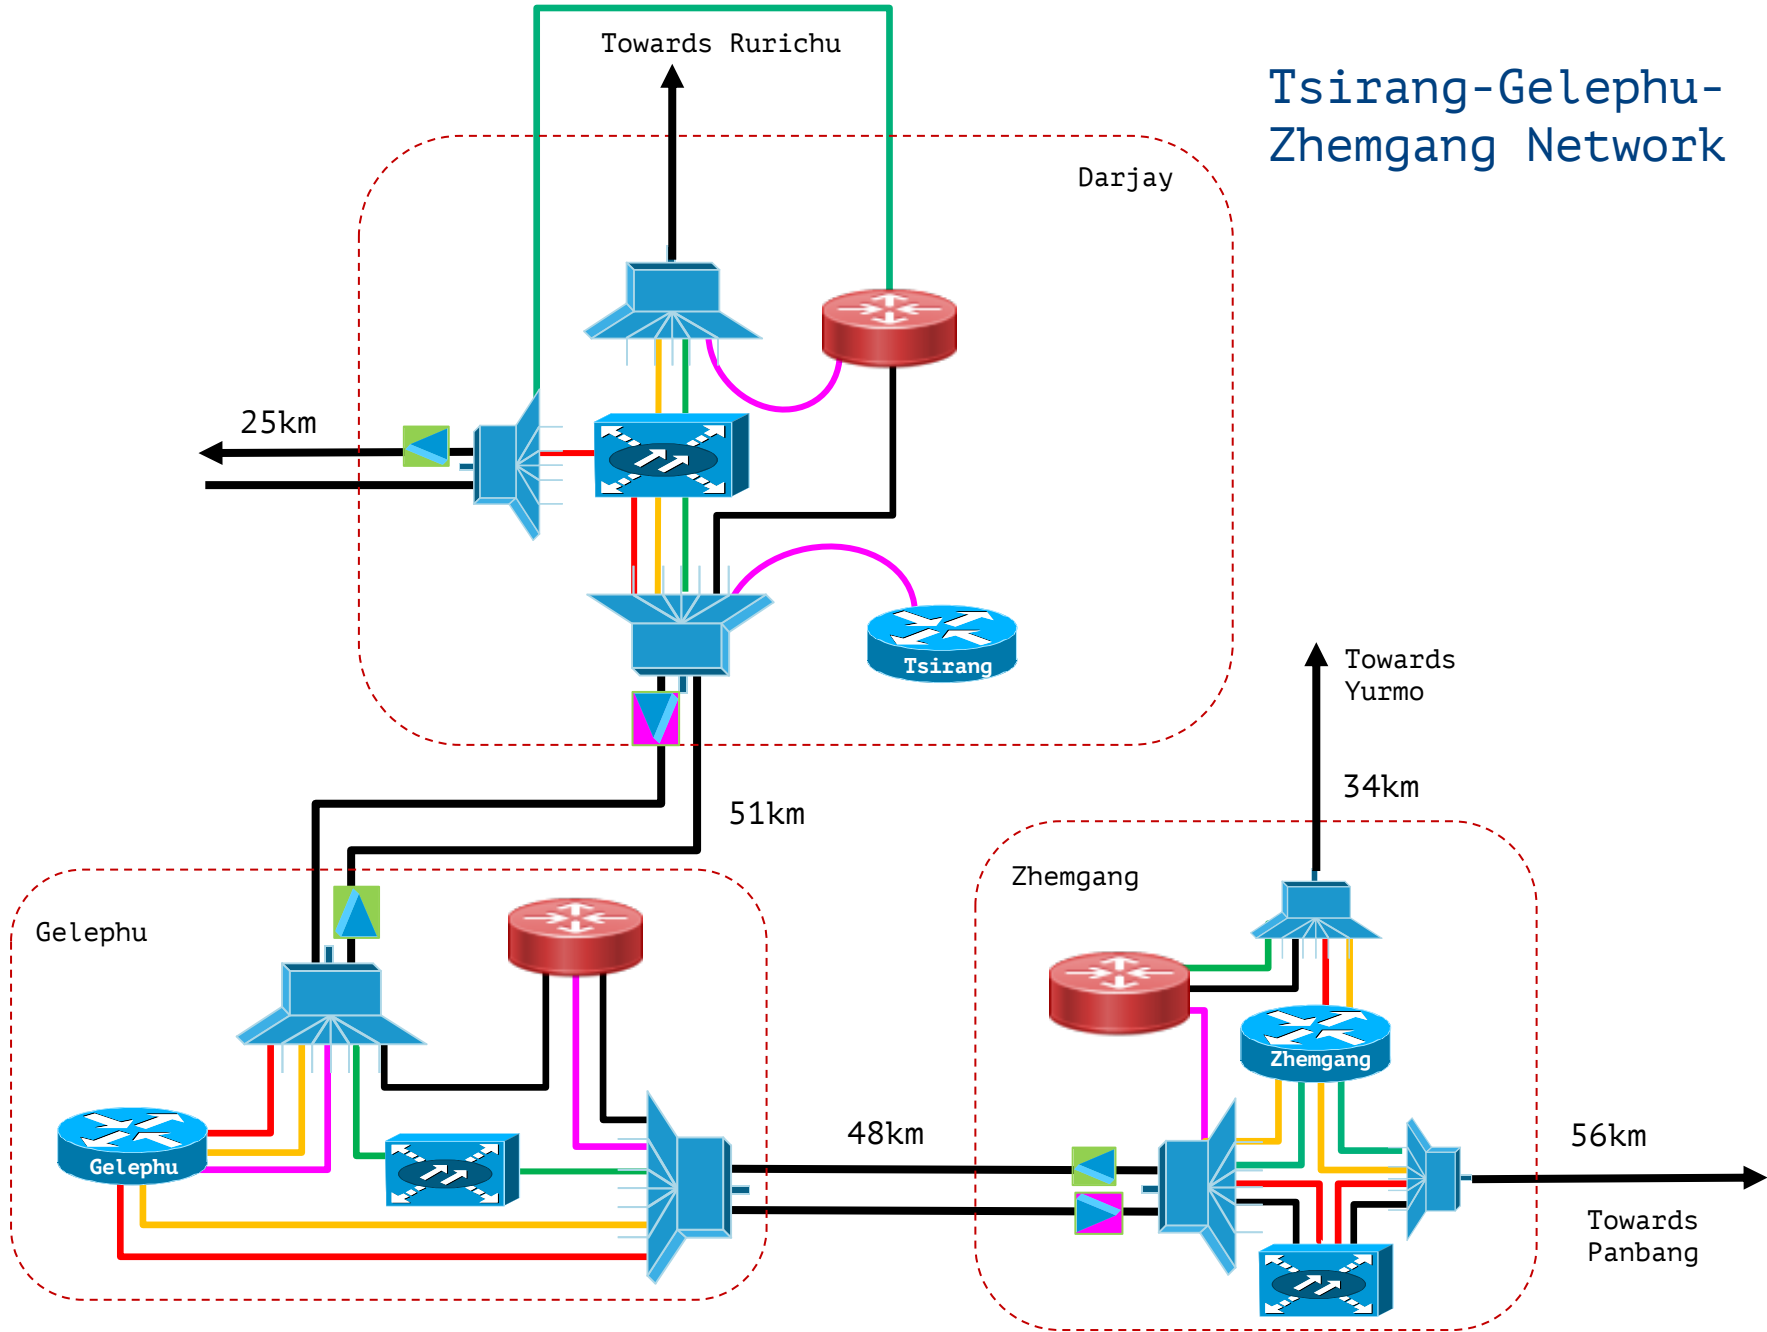 Towards Rurichu
Tsirang-Gelephu-
Zhemgang Network
Darjay
25km
Tsirang
Towards
Yurmo
34km
51km
Zhemgang
Gelephu
Zhemgang
48km
56km
Gelephu
Towards
Panbang